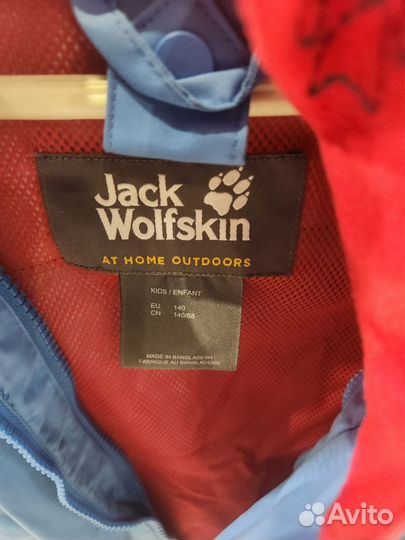 Jack
Wolfskin
AT HOME OUTDOORS
KIDS / ENFANT
EU 140
CN 140/68
MADE IN BANGLADESH
FABRIQUE AU BANGLADESH
Avito